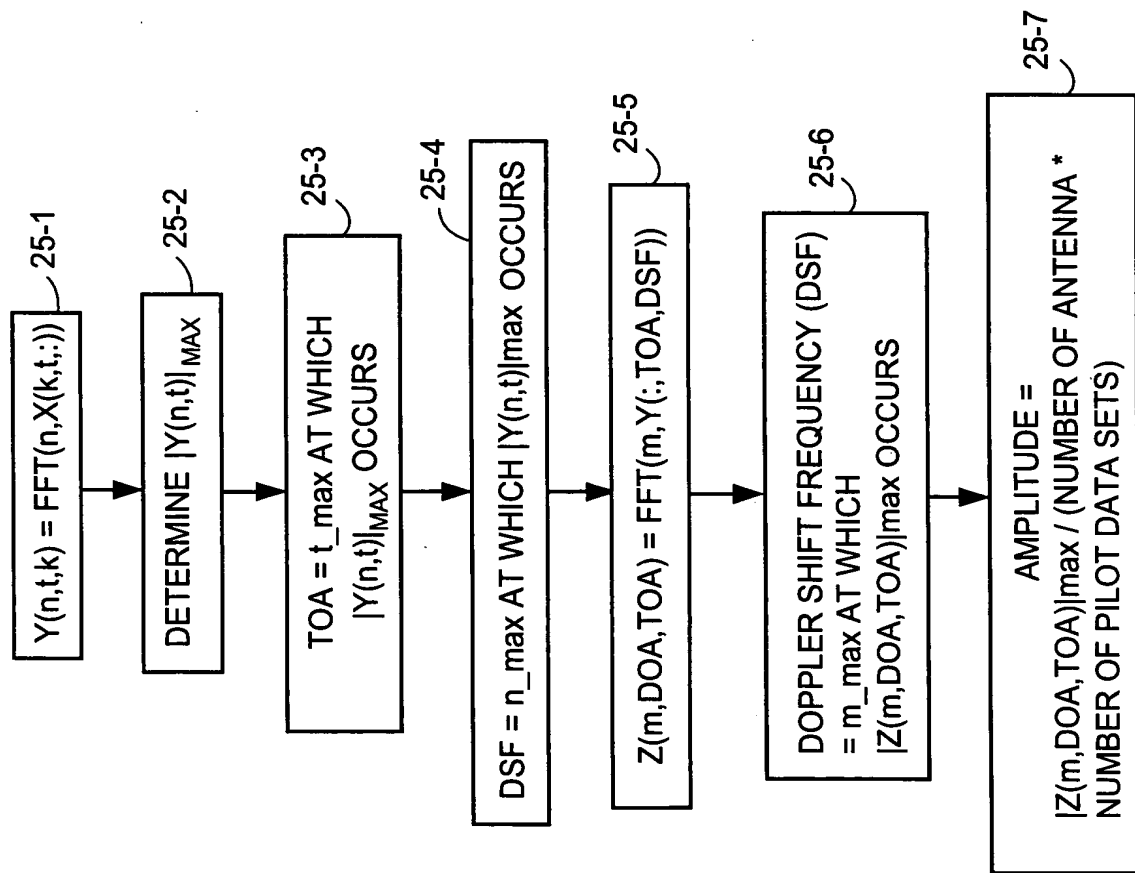 Y(n,t,k) = FFT(n,X(k,t,:))
25-1
DETERMINE |Y(n,t)|MAX
25-2
TOA = t_max AT WHICH
|Y(n,t)|MAX OCCURS
25-3
DSF = n_max AT WHICH |Y(n,t)|max OCCURS
25-4
Z(m,DOA,TOA) = FFT(m,Y(:,TOA,DSF))
25-5
DOPPLER SHIFT FREQUENCY (DSF)
= m_max AT WHICH
|Z(m,DOA,TOA)|max OCCURS
25-6
AMPLITUDE =
|Z(m,DOA,TOA)|max / (NUMBER OF ANTENNA *
NUMBER OF PILOT DATA SETS)
25-7